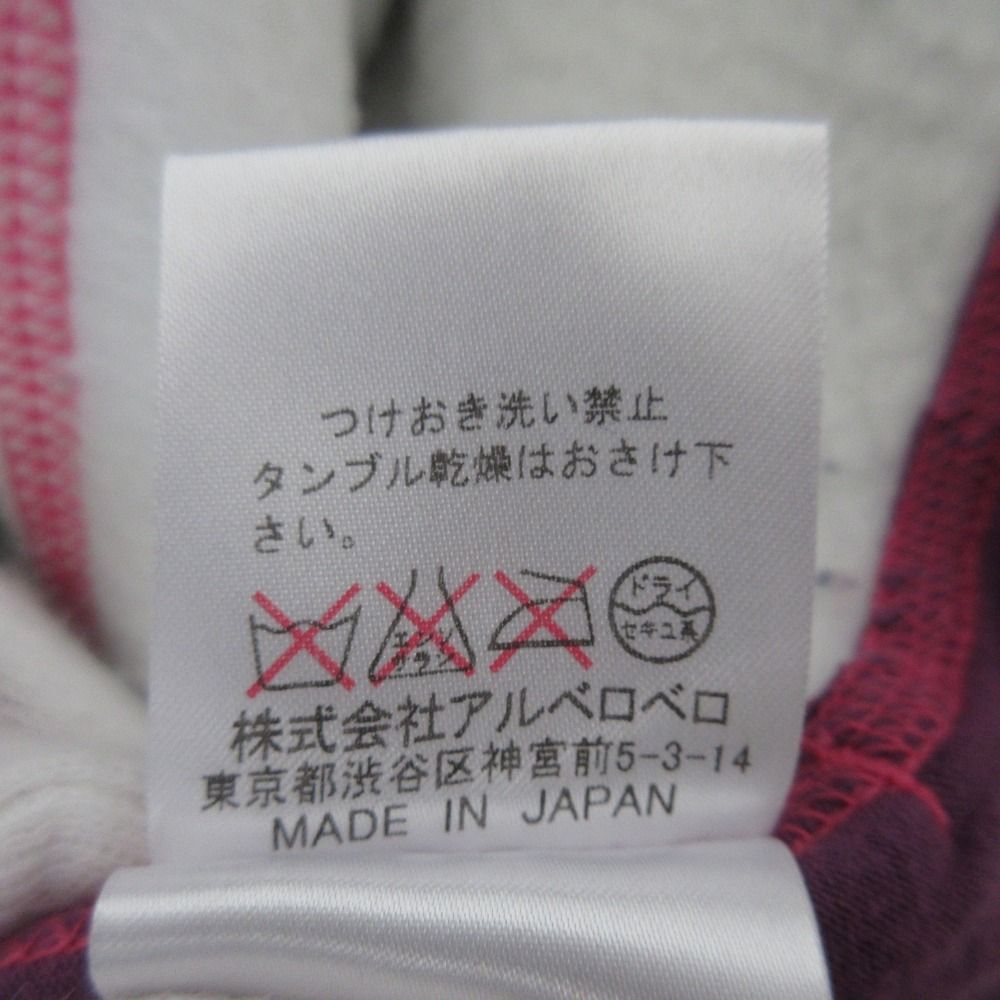 つけおき洗い禁止
タンブル乾燥はおさけ下
さい。
エンソ
サラシ
ドライ
セキユ系
株式会社アルベロベロ
東京都渋谷区神宮前5-3-14
MADE IN JAPAN